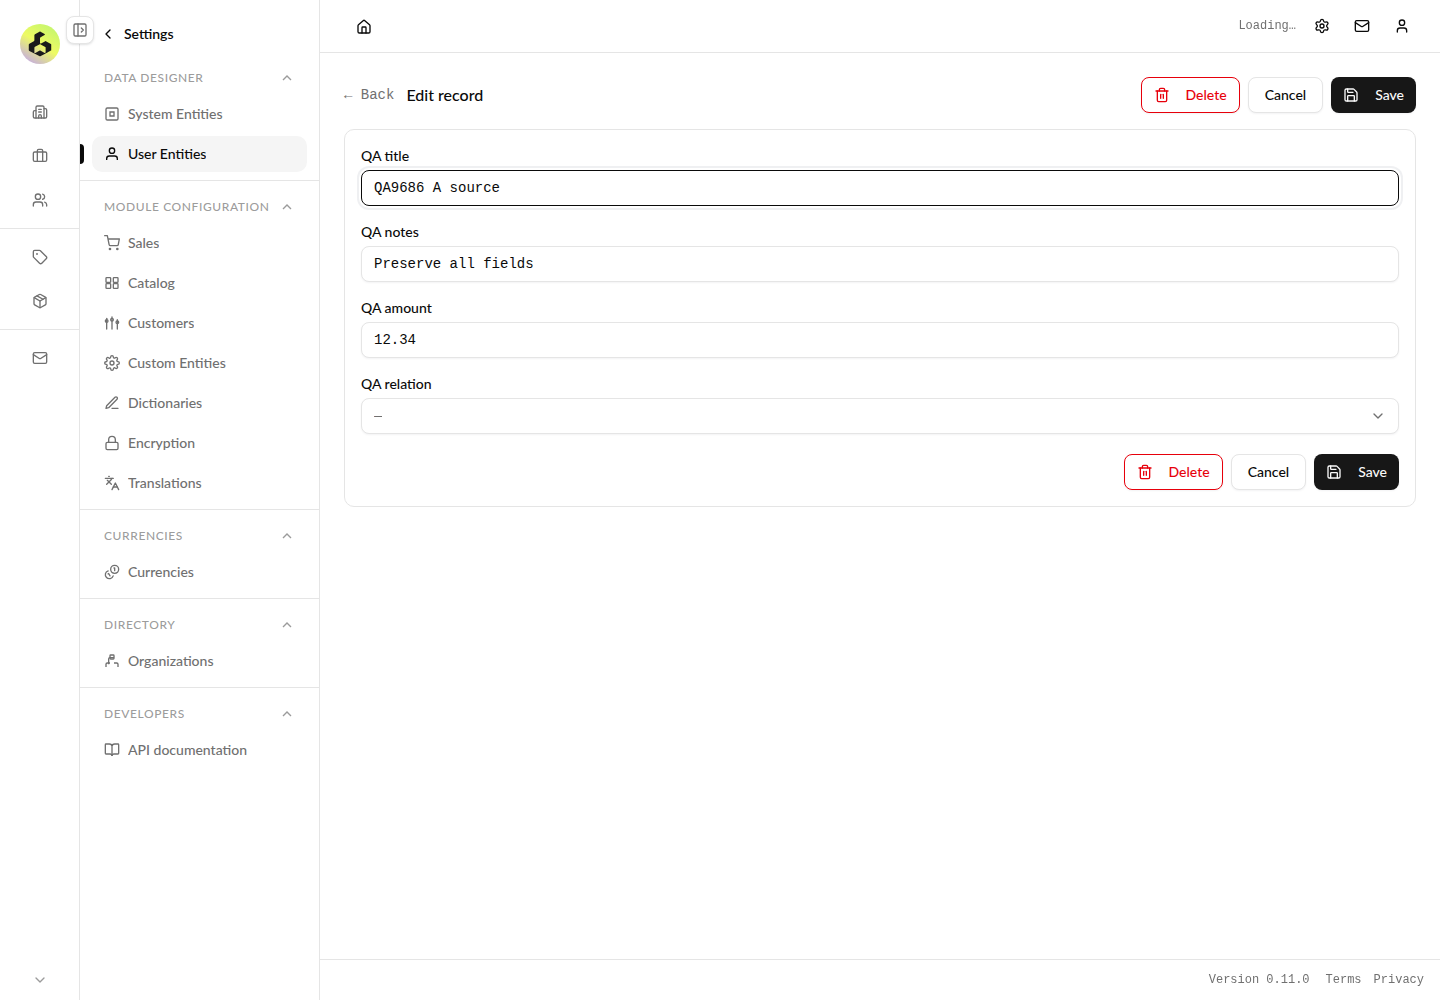 Settings
DATA DESIGNER
System Entities
User Entities
MODULE CONFIGURATION
Sales
Catalog
Customers
Custom Entities
Dictionaries
Encryption
Translations
CURRENCIES
Currencies
DIRECTORY
Organizations
DEVELOPERS
API documentation
Loading…
← Back Edit record
Delete Cancel Save
QA title
QA9686 A source
QA notes
Preserve all fields
QA amount
12.34
QA relation
—
Delete Cancel Save
Version 0.11.0 Terms Privacy